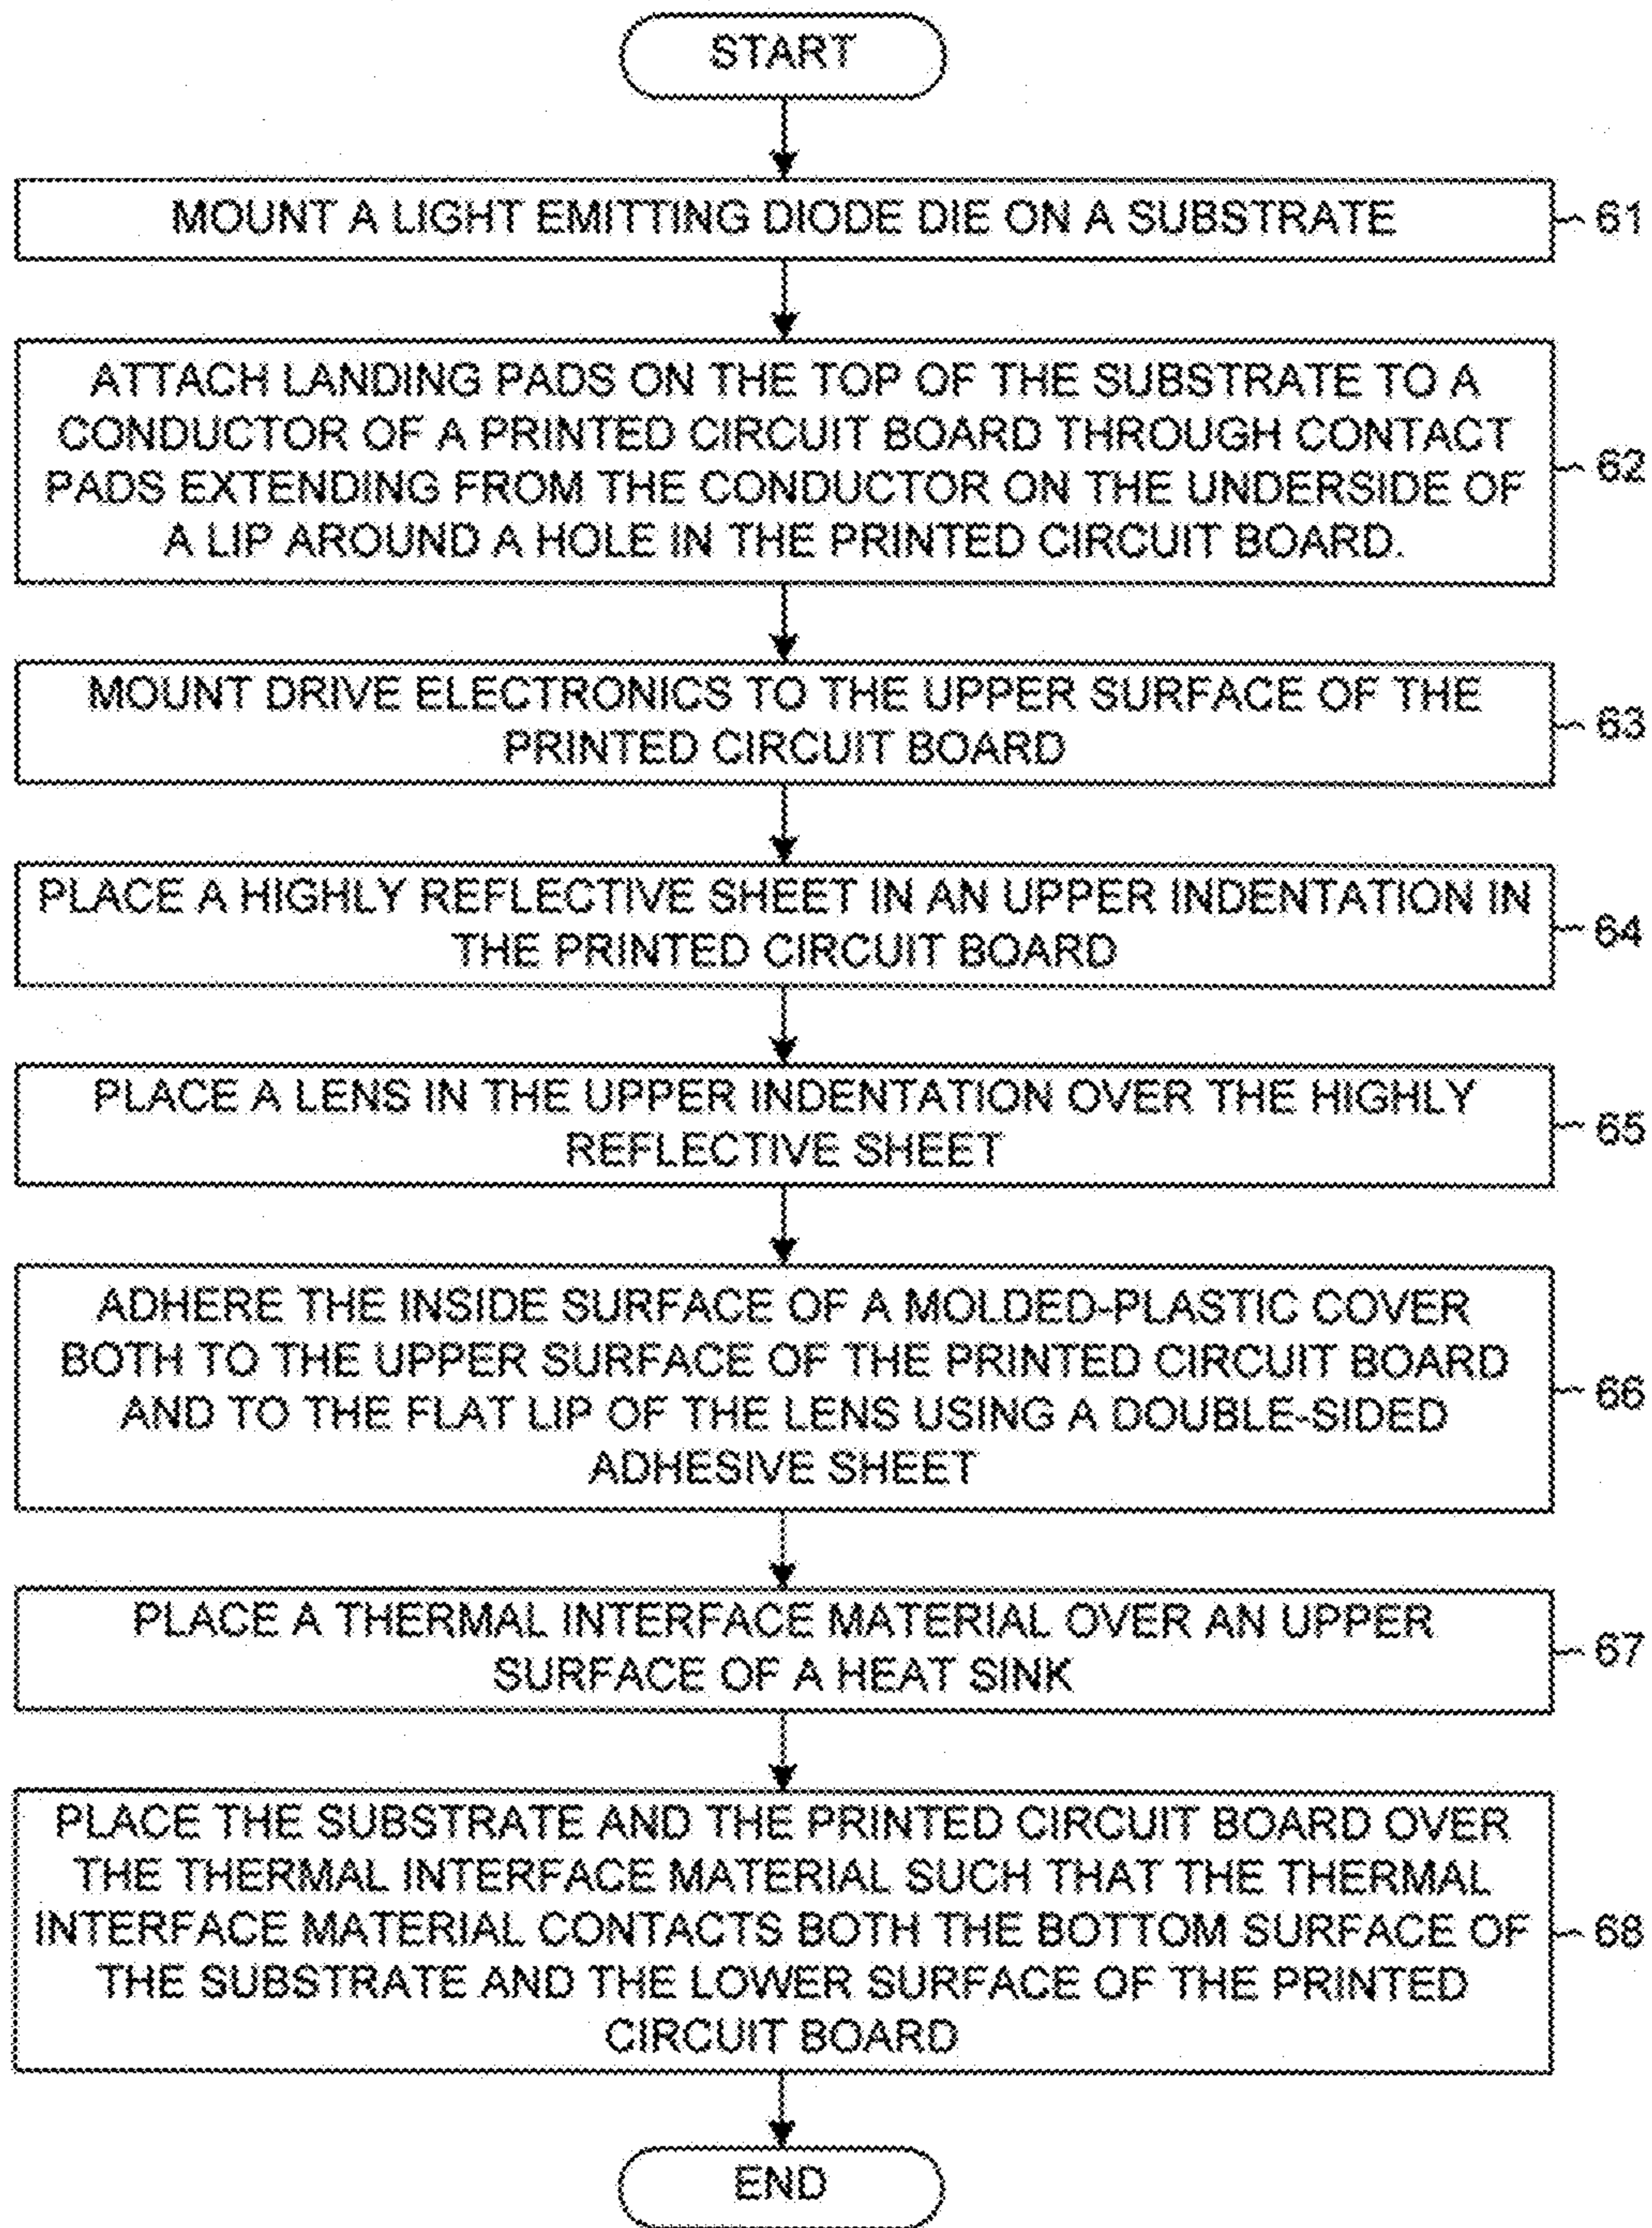 START
MOUNT A LIGHT EMITTING DIODE DIE ON A SUBSTRATE
61
ATTACH LANDING PADS ON THE TOP OF THE SUBSTRATE TO A
CONDUCTOR OF A PRINTED CIRCUIT BOARD THROUGH CONTACT
PADS EXTENDING FROM THE CONDUCTOR ON THE UNDERSIDE OF
A LIP AROUND A HOLE IN THE PRINTED CIRCUIT BOARD.
62
MOUNT DRIVE ELECTRONICS TO THE UPPER SURFACE OF THE
PRINTED CIRCUIT BOARD
63
PLACE A HIGHLY REFLECTIVE SHEET IN AN UPPER INDENTATION IN
THE PRINTED CIRCUIT BOARD
64
PLACE A LENS IN THE UPPER INDENTATION OVER THE HIGHLY
REFLECTIVE SHEET
65
ADHERE THE INSIDE SURFACE OF A MOLDED-PLASTIC COVER
BOTH TO THE UPPER SURFACE OF THE PRINTED CIRCUIT BOARD
AND TO THE FLAT LIP OF THE LENS USING A DOUBLE-SIDED
ADHESIVE SHEET
66
PLACE A THERMAL INTERFACE MATERIAL OVER AN UPPER
SURFACE OF A HEAT SINK
67
PLACE THE SUBSTRATE AND THE PRINTED CIRCUIT BOARD OVER
THE THERMAL INTERFACE MATERIAL SUCH THAT THE THERMAL
INTERFACE MATERIAL CONTACTS BOTH THE BOTTOM SURFACE OF
THE SUBSTRATE AND THE LOWER SURFACE OF THE PRINTED
CIRCUIT BOARD
68
END